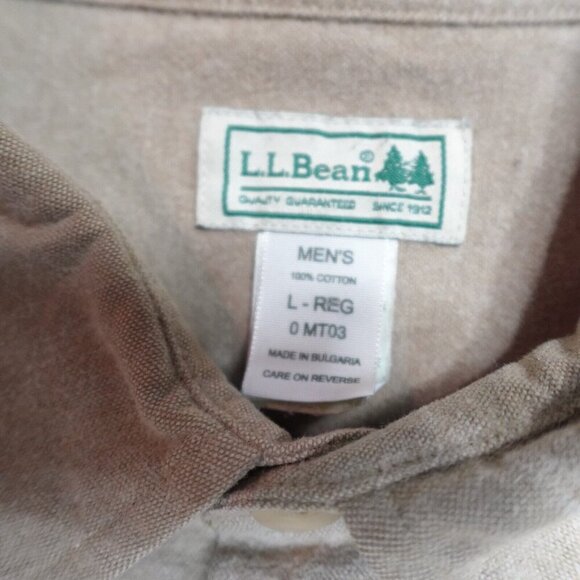 L.L.Bean®
QUALITY GUARANTEED SINCE 1912
MEN'S
100% COTTON
L - REG
0 MT03
MADE IN BULGARIA
CARE ON REVERSE